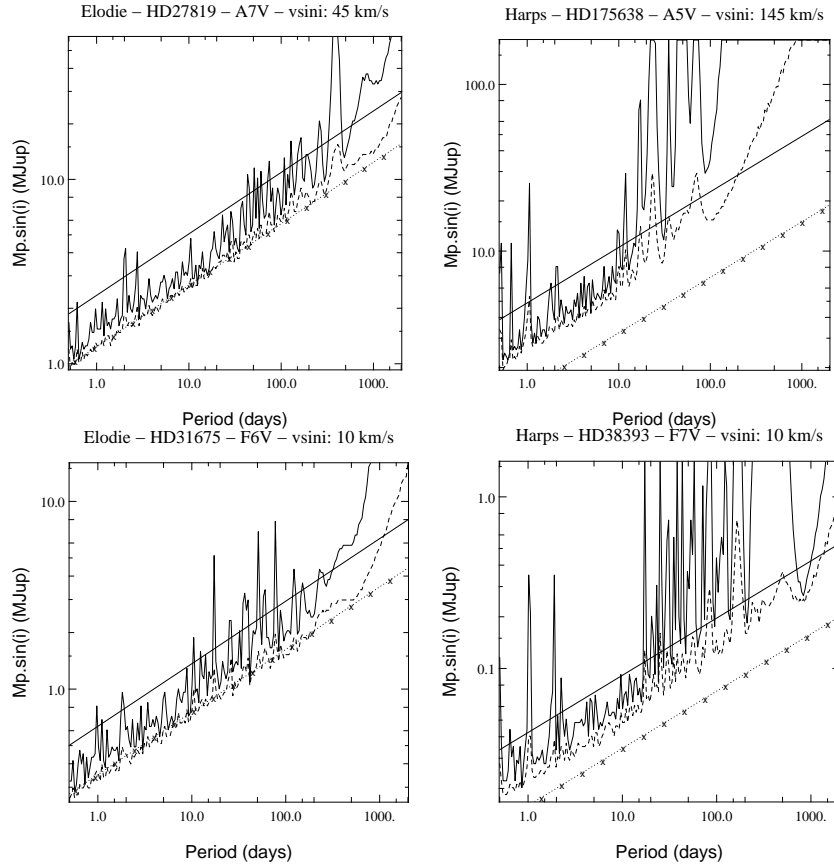 Elodie – HD27819 – A7V – vsini: 45 km/s
Mp.sin(i) (MJup)
10.0
1.0
1.0
10.0
100.0
1000.
Period (days)
Harps – HD175638 – A5V – vsini: 145 km/s
Mp.sin(i) (MJup)
100.0
10.0
1.0
10.0
100.0
1000.
Period (days)
Elodie – HD31675 – F6V – vsini: 10 km/s
Mp.sin(i) (MJup)
10.0
1.0
1.0
10.0
100.0
1000.
Period (days)
Harps – HD38393 – F7V – vsini: 10 km/s
Mp.sin(i) (MJup)
1.0
0.1
1.0
10.0
100.0
1000.
Period (days)